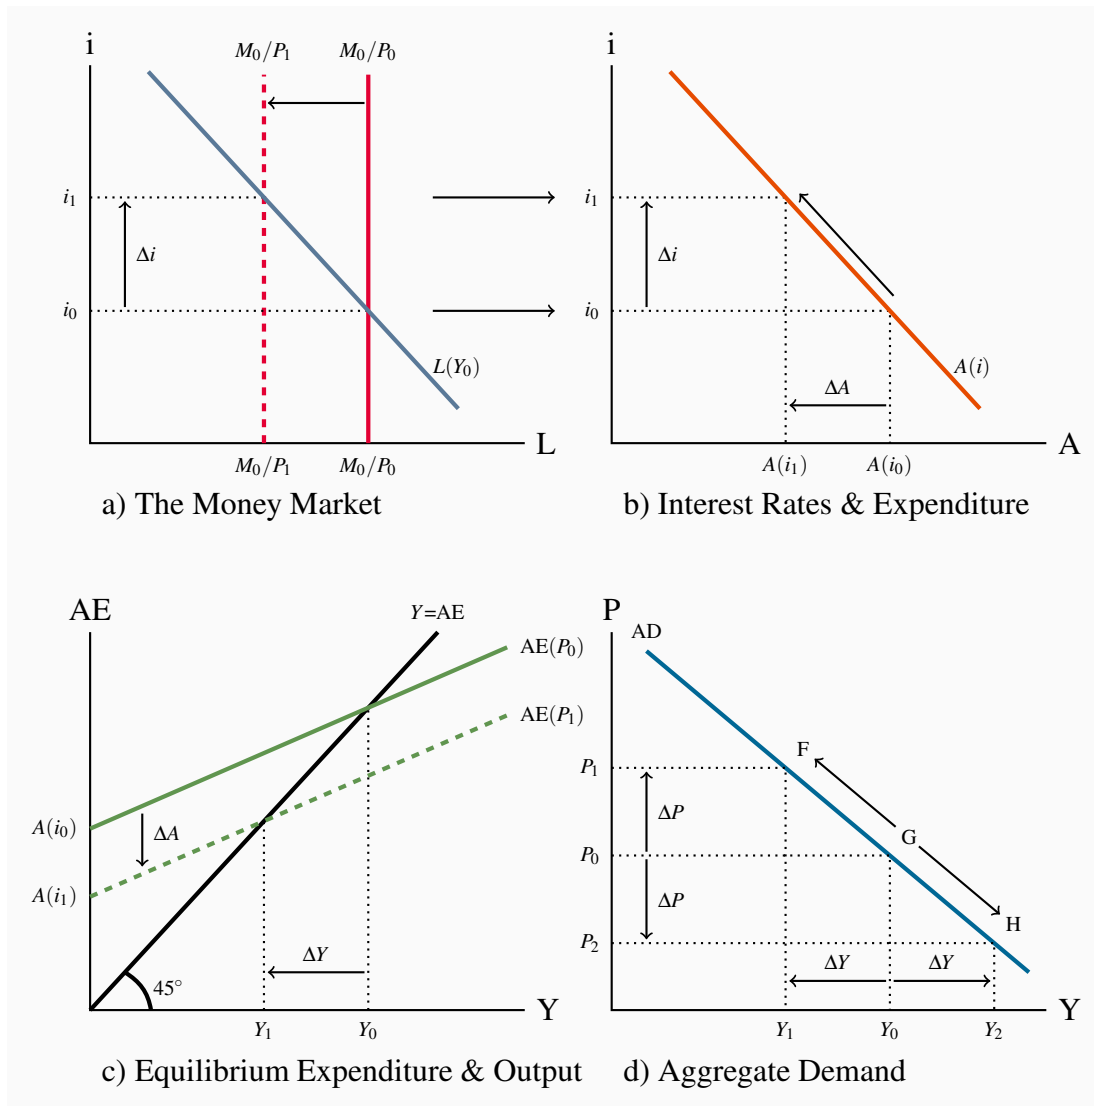 i
M₀/P₁
M₀/P₀
i₁
Δi
i₀
L(Y₀)
L
M₀/P₁
M₀/P₀
a) The Money Market
i
i₁
Δi
i₀
A(i)
ΔA
A
A(i₁)
A(i₀)
b) Interest Rates & Expenditure
AE
Y=AE
AE(P₀)
AE(P₁)
A(i₀)
ΔA
A(i₁)
ΔY
45°
Y
Y₁
Y₀
c) Equilibrium Expenditure & Output
P
AD
F
P₁
ΔP
G
P₀
ΔP
H
P₂
ΔY
ΔY
Y
Y₁
Y₀
Y₂
d) Aggregate Demand